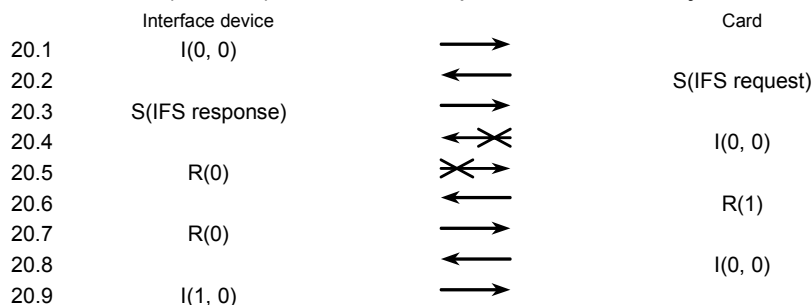 Interface device Card
20.1 I(0, 0)
20.2 S(IFS request)
20.3 S(IFS response)
20.4 I(0, 0)
20.5 R(0)
20.6 R(1)
20.7 R(0)
20.8 I(0, 0)
20.9 I(1, 0)